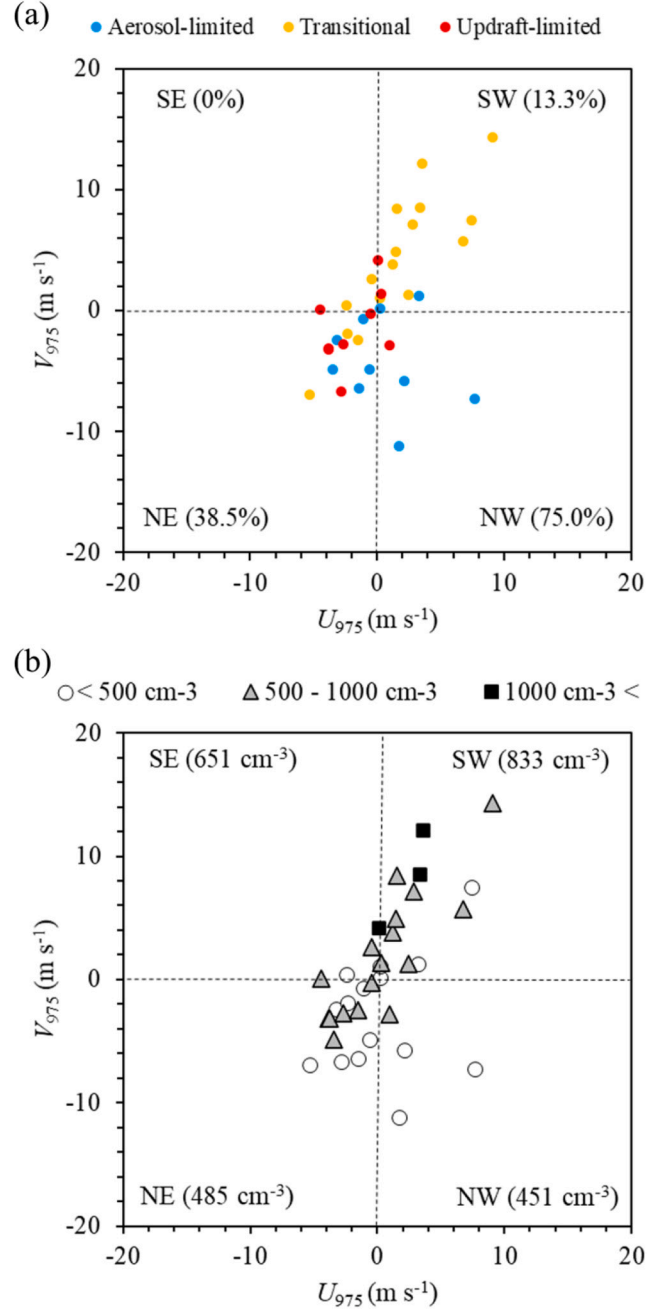 (a)
Aerosol-limited Transitional Updraft-limited
20
SE (0%) SW (13.3%)
10
0
V975 (m s-1)
-10
NE (38.5%) NW (75.0%)
-20
-20 -10 0 10 20
U975 (m s-1)
(b)
< 500 cm-3 500 - 1000 cm-3 1000 cm-3 <
20
SE (651 cm-3) SW (833 cm-3)
10
0
V975 (m s-1)
-10
NE (485 cm-3) NW (451 cm-3)
-20
-20 -10 0 10 20
U975 (m s-1)